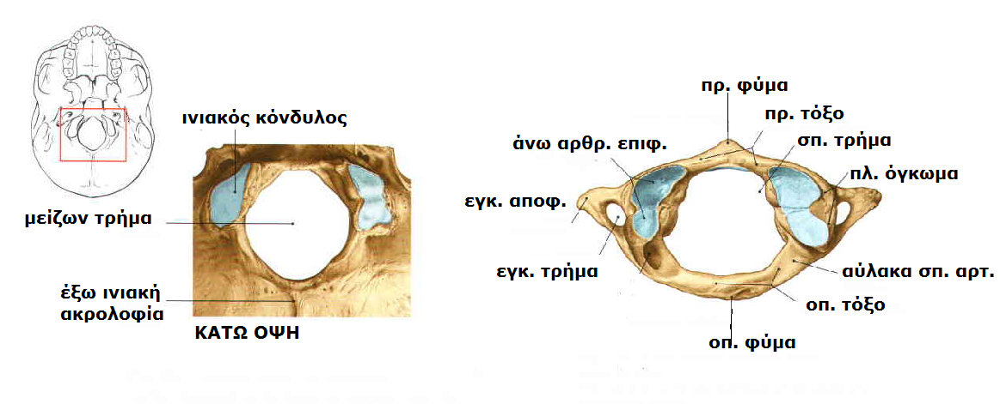 ινιακός κόνδυλος
μείζων τρήμα
έξω ινιακή
ακρολοφία
ΚΑΤΩ ΟΨΗ
πρ. φύμα
πρ. τόξο
άνω αρθρ. επιφ.
σπ. τρήμα
πλ. όγκωμα
εγκ. αποφ.
εγκ. τρήμα
αύλακα σπ. αρτ.
οπ. τόξο
οπ. φύμα